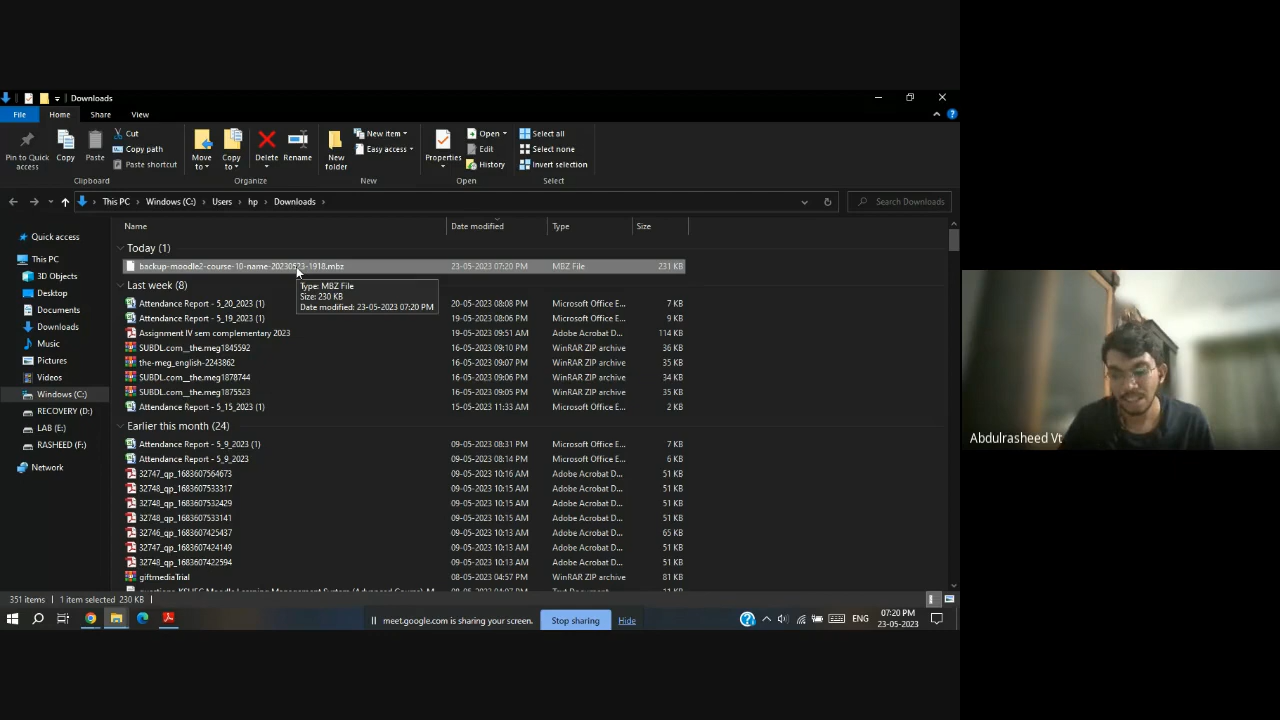 Downloads
File Home Share View
Pin to Quick access
Copy
Paste
Cut
Copy path
Paste shortcut
Clipboard
Move to
Copy to
Delete
Rename
Organize
New folder
New item
Easy access
New
Properties
Open
Edit
History
Open
Select all
Select none
Invert selection
Select
This PC Windows (C:) Users hp Downloads
Search Downloads
Quick access
This PC
3D Objects
Desktop
Documents
Downloads
Music
Pictures
Videos
Windows (C:)
RECOVERY (D:)
LAB (E:)
RASHEED (F:)
Network
Name Date modified Type Size
Today (1)
backup-moodle2-course-10-name-20230523-1918.mbz 23-05-2023 07:20 PM MBZ File 231 KB
Type: MBZ File
Size: 230 KB
Date modified: 23-05-2023 07:20 PM
Last week (8)
Attendance Report - 5_20_2023 (1) 20-05-2023 08:08 PM Microsoft Office E... 7 KB
Attendance Report - 5_19_2023 (1) 19-05-2023 08:06 PM Microsoft Office E... 9 KB
Assignment IV sem complementary 2023 19-05-2023 09:51 AM Adobe Acrobat D... 114 KB
SUBDL.com__the.meg1845592 16-05-2023 09:10 PM WinRAR ZIP archive 36 KB
the-meg_english-2243862 16-05-2023 09:07 PM WinRAR ZIP archive 35 KB
SUBDL.com__the.meg1878744 16-05-2023 09:06 PM WinRAR ZIP archive 34 KB
SUBDL.com__the.meg1875523 16-05-2023 09:05 PM WinRAR ZIP archive 35 KB
Attendance Report - 5_15_2023 (1) 15-05-2023 11:33 AM Microsoft Office E... 2 KB
Earlier this month (24)
Attendance Report - 5_9_2023 (1) 09-05-2023 08:31 PM Microsoft Office E... 7 KB
Attendance Report - 5_9_2023 09-05-2023 08:14 PM Microsoft Office E... 6 KB
32747_qp_1683607564673 09-05-2023 10:16 AM Adobe Acrobat D... 51 KB
32748_qp_1683607533317 09-05-2023 10:15 AM Adobe Acrobat D... 51 KB
32748_qp_1683607532429 09-05-2023 10:15 AM Adobe Acrobat D... 51 KB
32748_qp_1683607533141 09-05-2023 10:15 AM Adobe Acrobat D... 51 KB
32746_qp_1683607425437 09-05-2023 10:13 AM Adobe Acrobat D... 65 KB
32747_qp_1683607424149 09-05-2023 10:13 AM Adobe Acrobat D... 51 KB
32748_qp_1683607422594 09-05-2023 10:13 AM Adobe Acrobat D... 51 KB
giftmediaTrial 08-05-2023 04:57 PM WinRAR ZIP archive 81 KB
351 items 1 item selected 230 KB
meet.google.com is sharing your screen. Stop sharing Hide
ENG
07:20 PM
23-05-2023
Abdulrasheed Vt